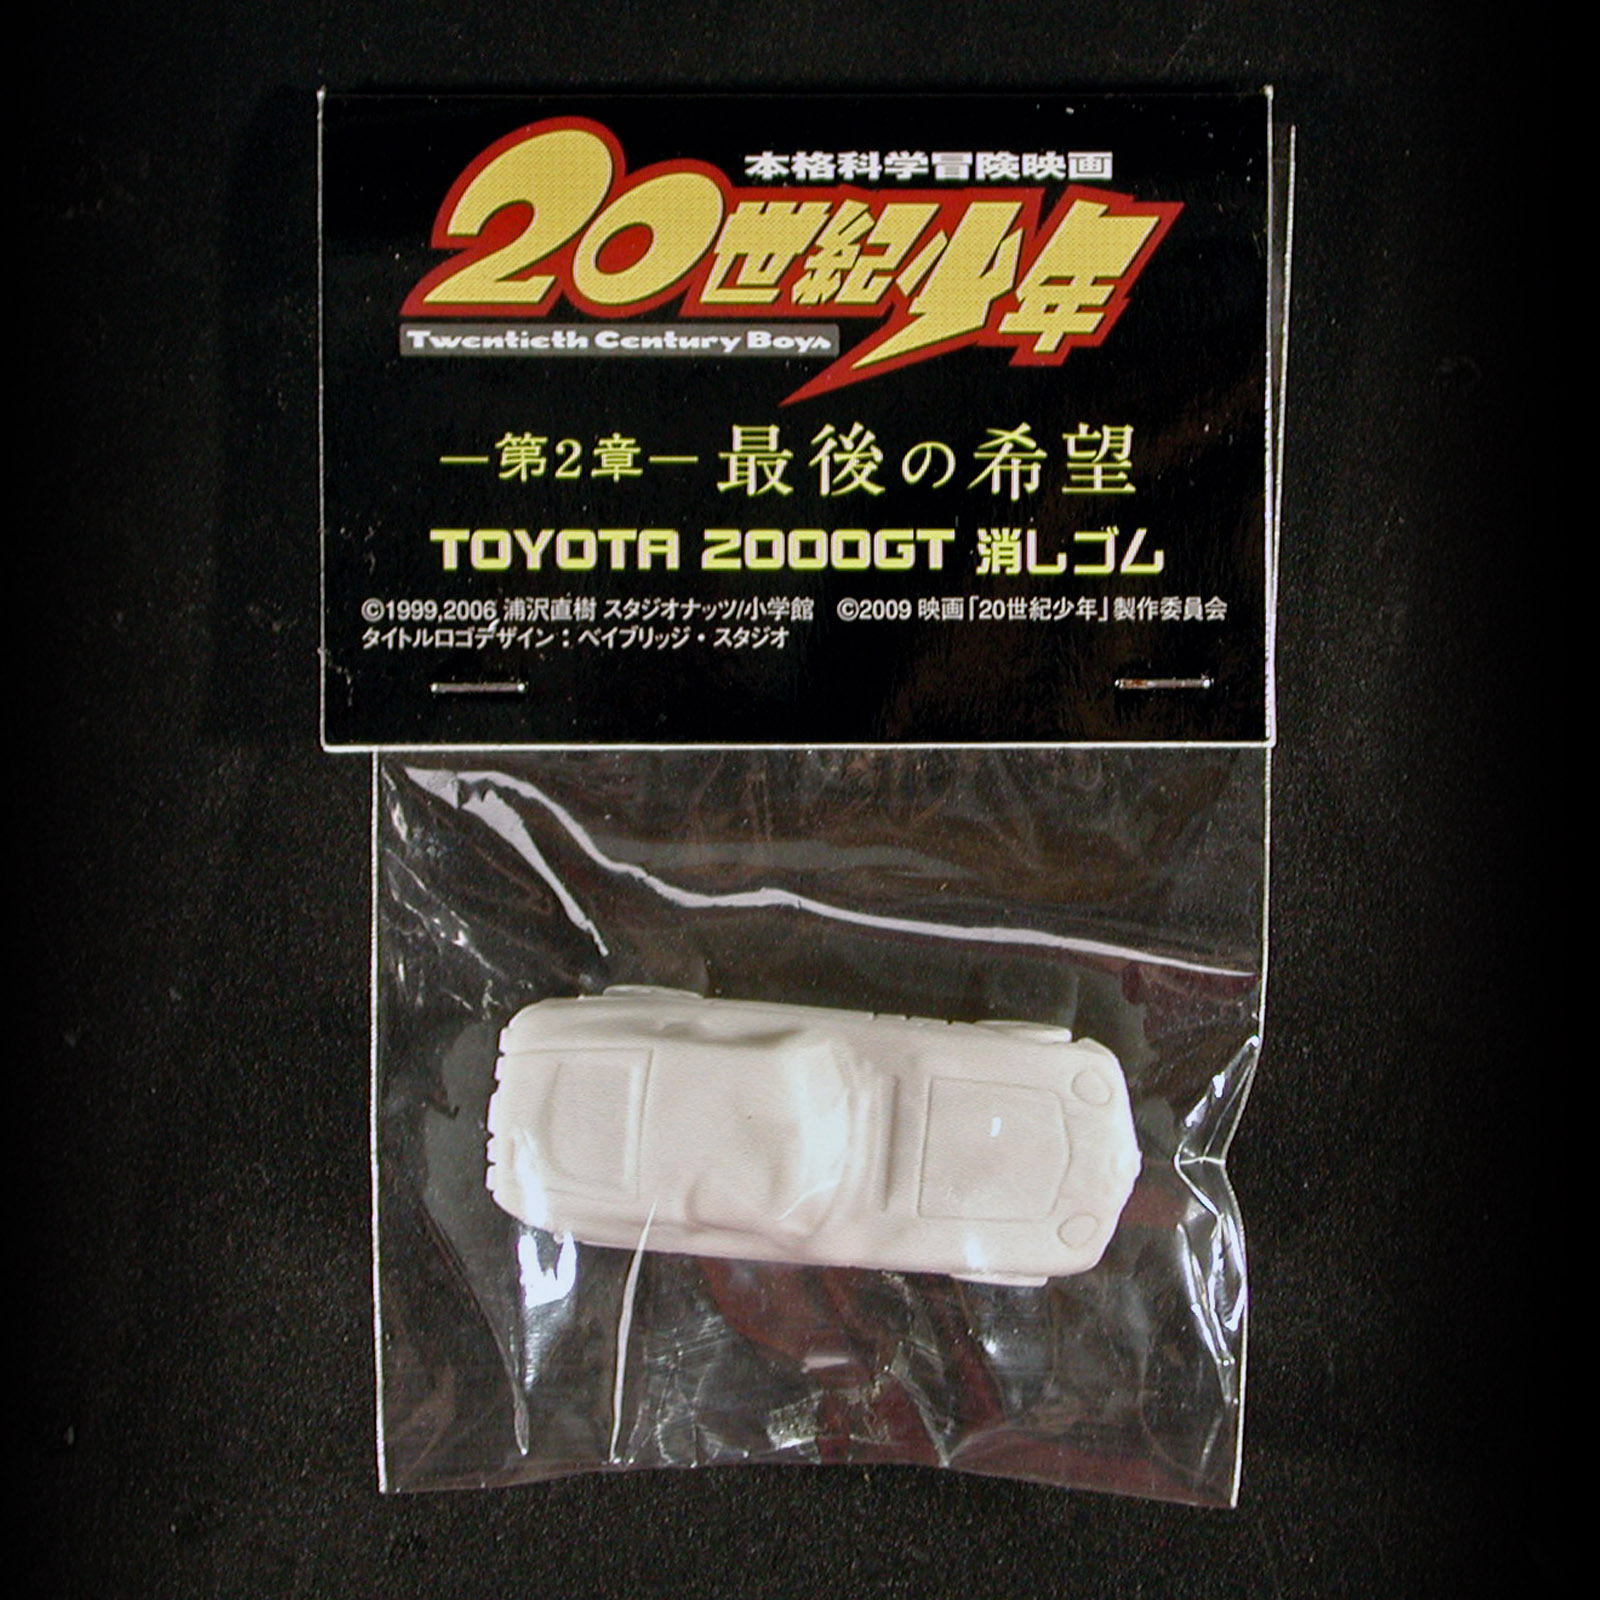 本格科学冒険映画
20世紀少年
Twentieth Century Boys
―第2章―最後の希望
TOYOTA 2000GT 消しゴム
©1999,2006 浦沢直樹 スタジオナッツ/小学館 ©2009 映画「20世紀少年」製作委員会
タイトルロゴデザイン：ベイブリッジ・スタジオ